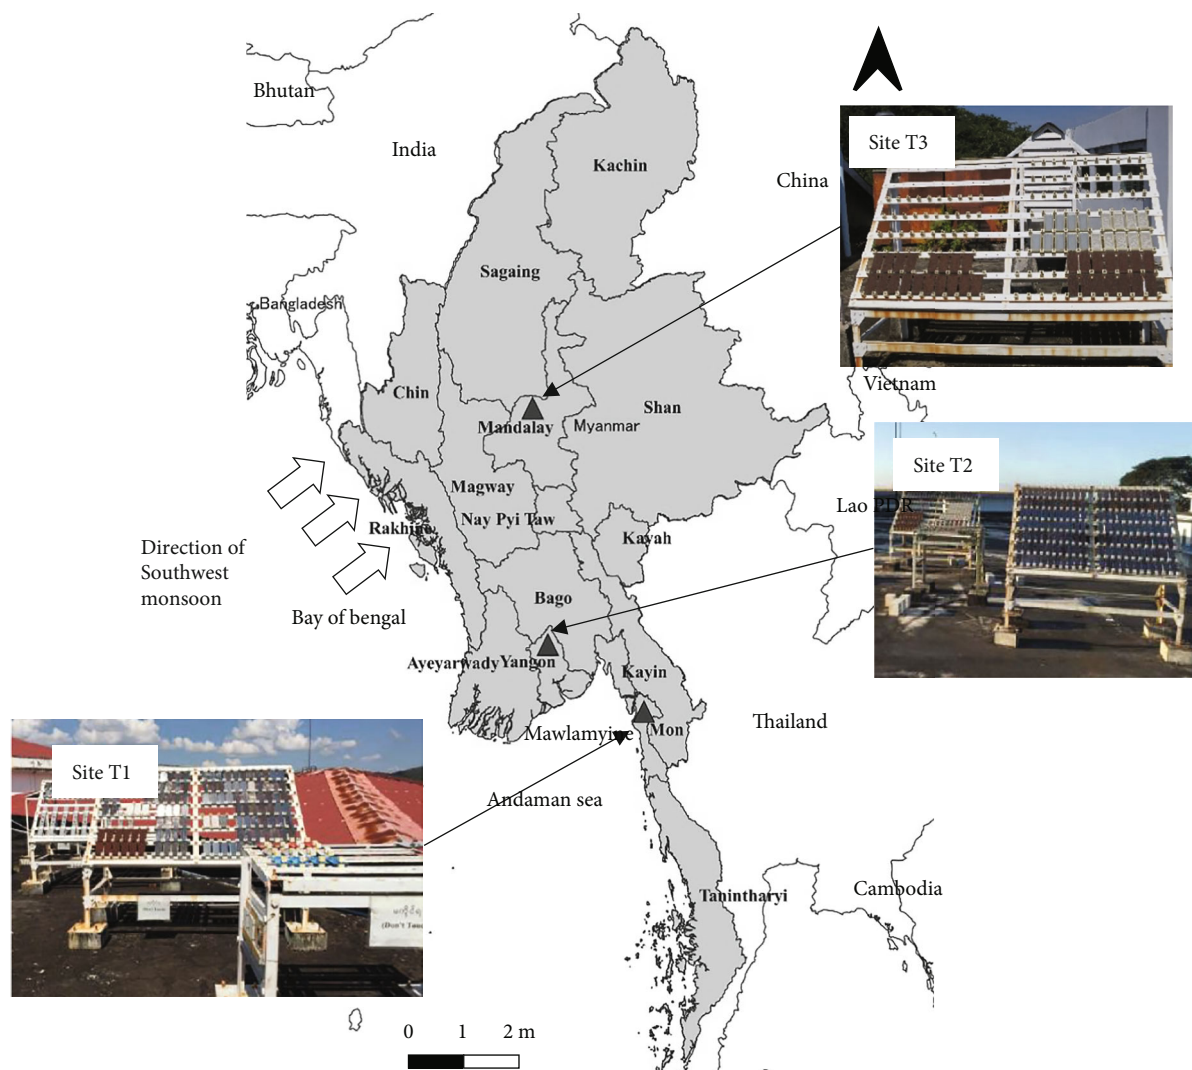 Bhutan
India
China
Kachin
Site T3
Sagaing
Bangladesh
Chin
Mandalay
Myanmar
Shan
Vietnam
Site T2
Magway
Nay Pyi Taw
Rakhine
Kayah
Lao PDR
Direction of
Southwest
monsoon
Bay of bengal
Bago
Ayeyarwady
Yangon
Kayin
Mawlamyine
Mon
Thailand
Site T1
Andaman sea
Tanintharyi
Cambodia
0 1 2 m